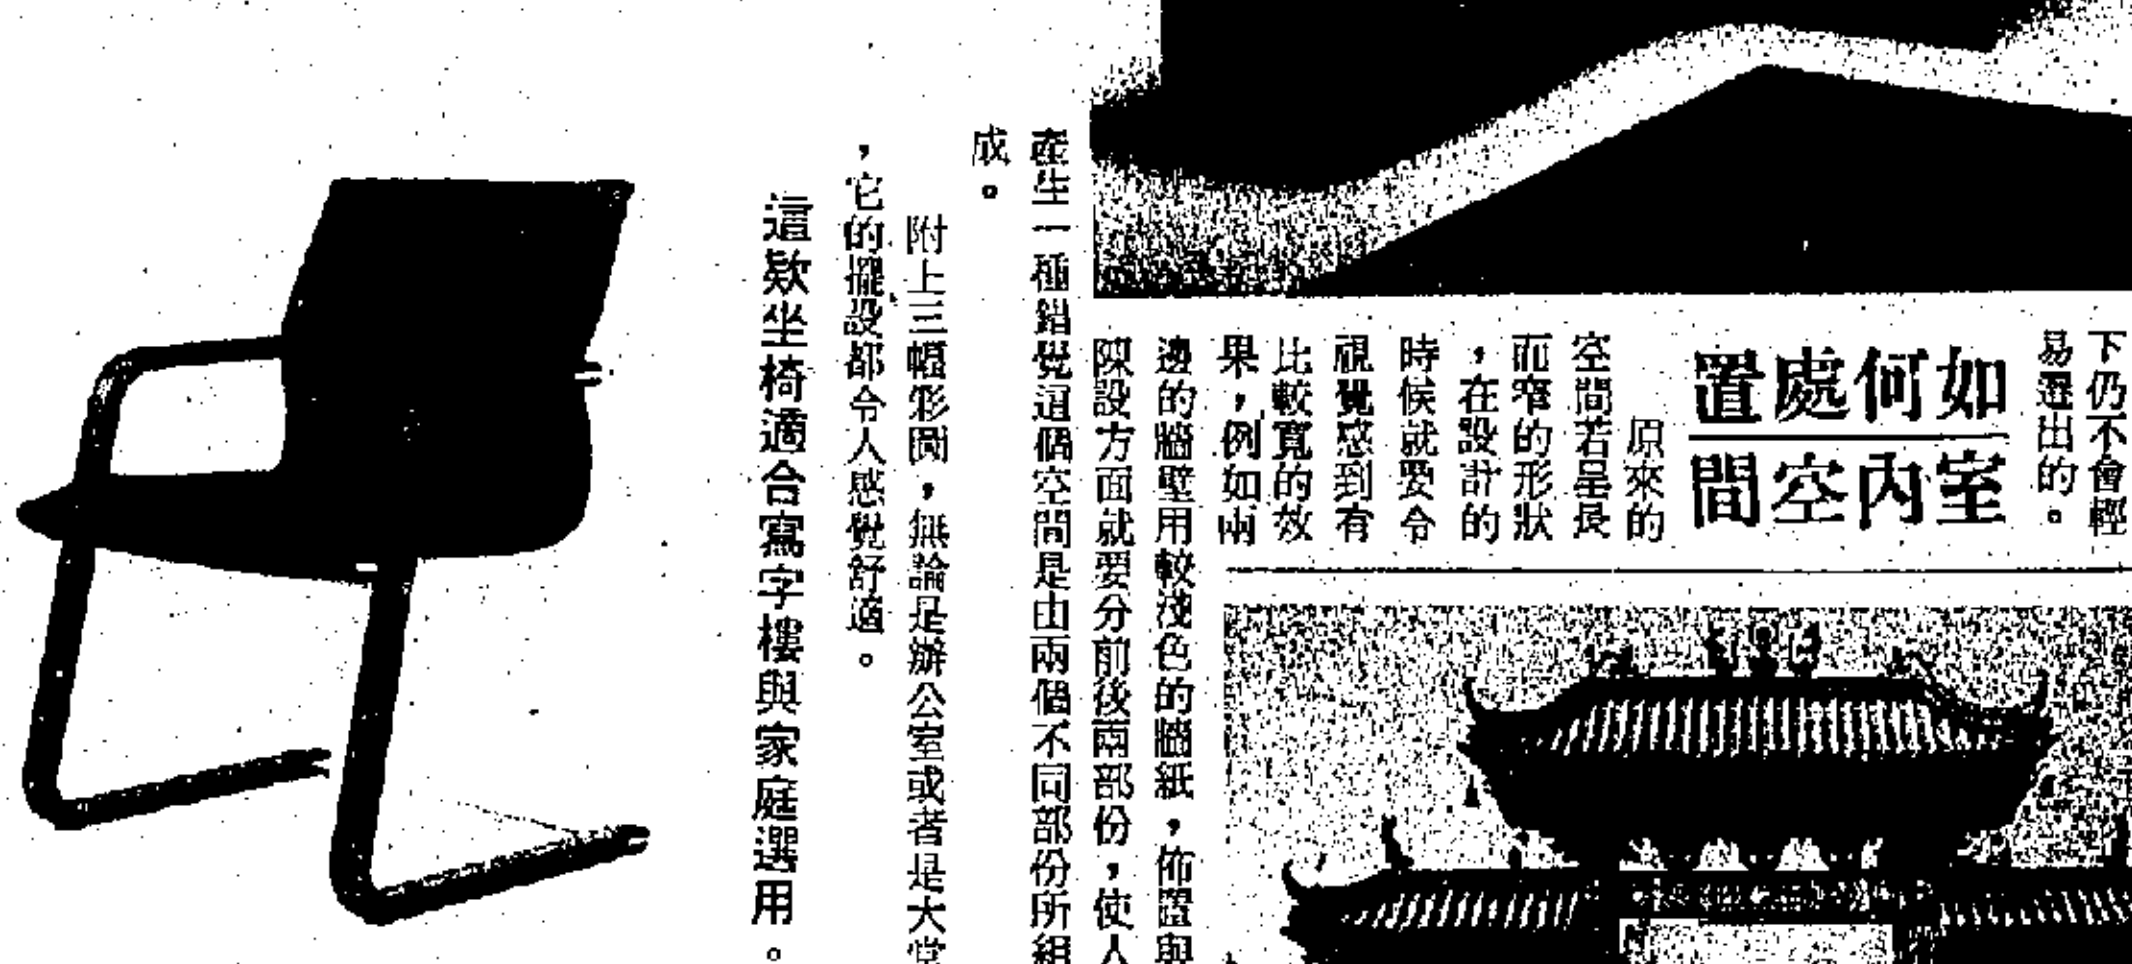 下仍不會輕
易選出的。
如何處置
室內空間
原來的
空間若呈長
而窄的形狀
，在設計的
時候就要令
視覺感到有
比較寬的效
果，例如兩
邊的牆壁用較淺色的牆紙，佈置與
陳設方面就要分前後兩部份，使人
產生一種錯覺這個空間是由兩個不同部份所組
成。
附上三幅彩圖，無論是辦公室或者是大堂
，它的擺設都令人感覺舒適。
這欵坐椅適合寫字樓與家庭選用。